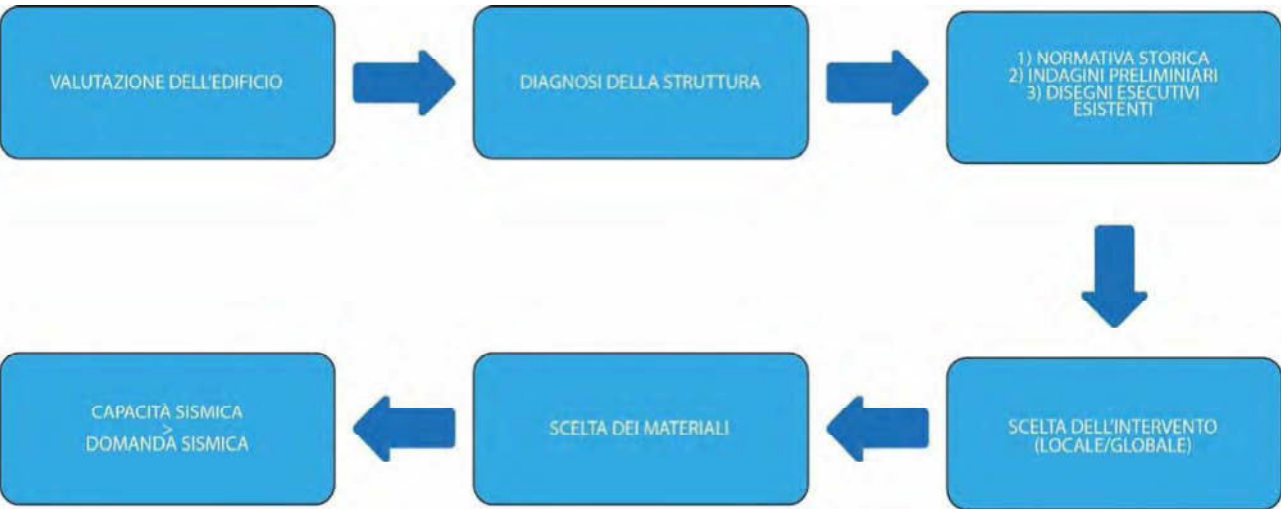 VALUTAZIONE DELL'EDIFICIO
DIAGNOSI DELLA STRUTTURA
1) NORMATIVA STORICA
2) INDAGINI PRELIMINIARI
3) DISEGNI ESECUTIVI
ESISTENTI
SCELTA DELL'INTERVENTO
(LOCALE/GLOBALE)
SCELTA DEI MATERIALI
CAPACITÀ SISMICA
>
DOMANDA SISMICA